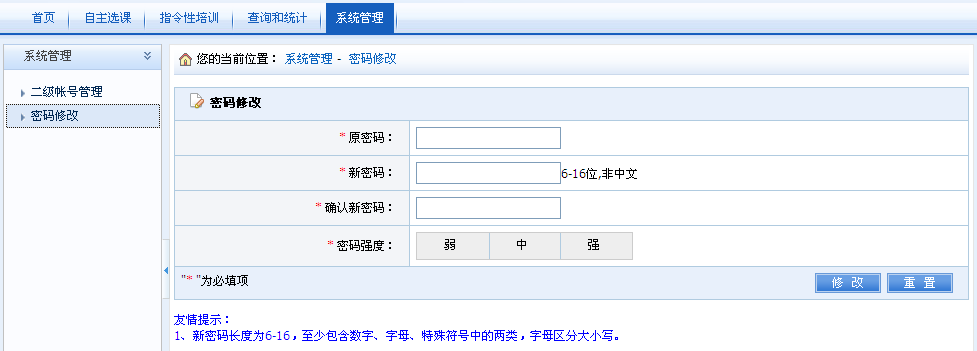 首页 自主选课 指令性培训 查询和统计 系统管理
系统管理
二级帐号管理
密码修改
您的当前位置： 系统管理 - 密码修改
密码修改
*原密码：
*新密码： 6-16位,非中文
*确认新密码：
*密码强度： 弱 中 强
"* "为必填项 修 改 重 置
友情提示：
1、新密码长度为6-16，至少包含数字、字母、特殊符号中的两类，字母区分大小写。